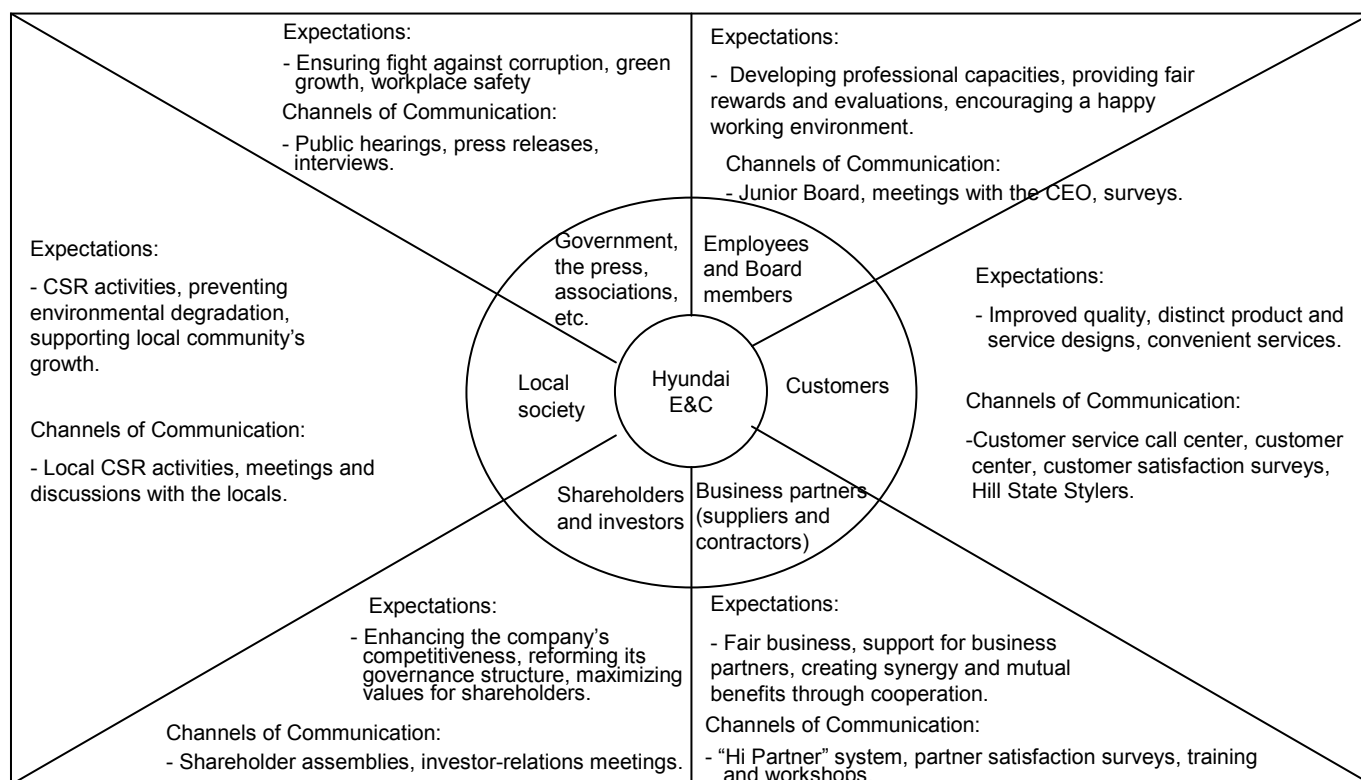 Expectations:
- Ensuring fight against corruption, green
growth, workplace safety
Channels of Communication:
- Public hearings, press releases,
interviews.
Expectations:
- Developing professional capacities, providing fair
rewards and evaluations, encouraging a happy
working environment.
Channels of Communication:
- Junior Board, meetings with the CEO, surveys.
Government,
the press,
associations,
etc.
Employees
and Board
members
Expectations:
- CSR activities, preventing
environmental degradation,
supporting local community's
growth.
Channels of Communication:
- Local CSR activities, meetings and
discussions with the locals.
Local
society
Hyundai
E&C
Customers
Expectations:
- Improved quality, distinct product and
service designs, convenient services.
Channels of Communication:
-Customer service call center, customer
center, customer satisfaction surveys,
Hill State Stylers.
Shareholders
and investors
Business partners
(suppliers and
contractors)
Expectations:
- Enhancing the company's
competitiveness, reforming its
governance structure, maximizing
values for shareholders.
Channels of Communication:
- Shareholder assemblies, investor-relations meetings.
Expectations:
- Fair business, support for business
partners, creating synergy and mutual
benefits through cooperation.
Channels of Communication:
- "Hi Partner" system, partner satisfaction surveys, training
and workshops